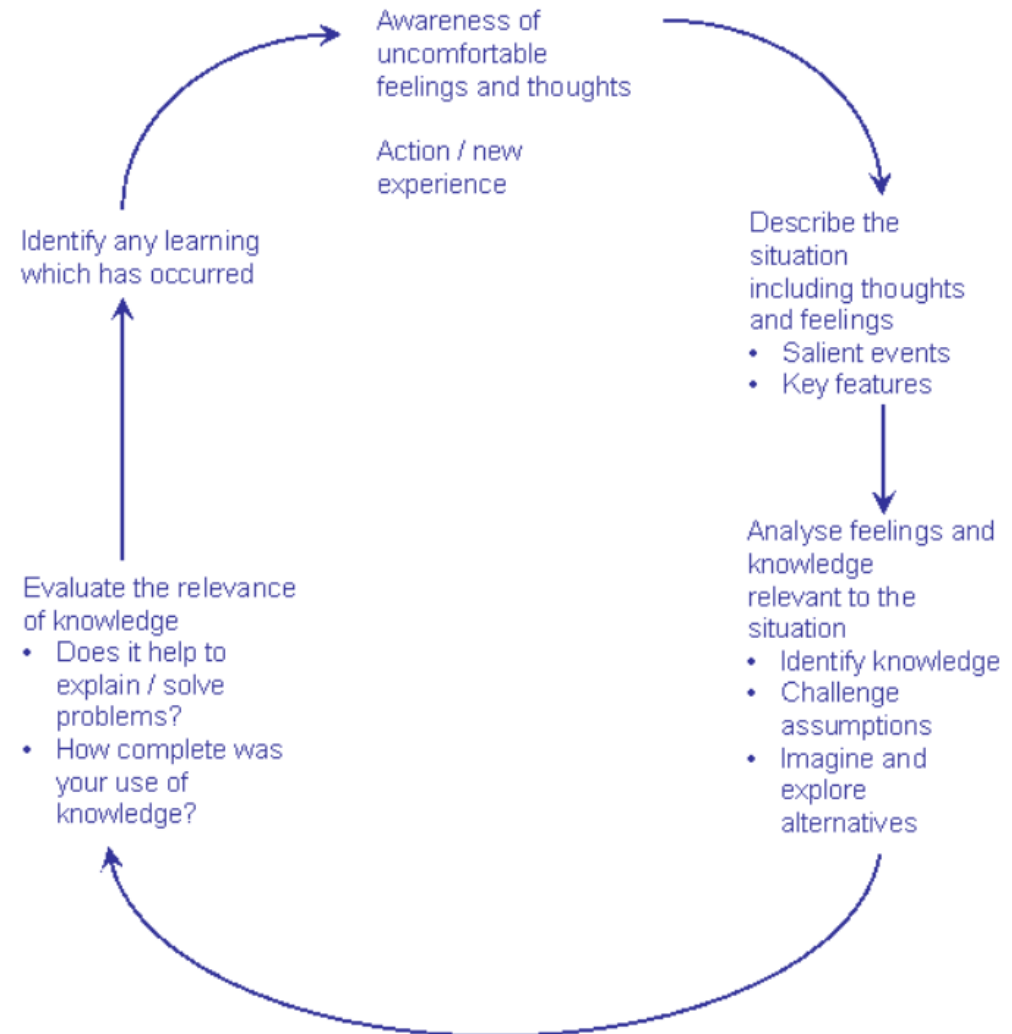 Awareness of
uncomfortable
feelings and thoughts
Action / new
experience
Describe the
situation
including thoughts
and feelings
• Salient events
• Key features
Analyse feelings and
knowledge
relevant to the
situation
• Identify knowledge
• Challenge
assumptions
• Imagine and
explore
alternatives
Evaluate the relevance
of knowledge
• Does it help to
explain / solve
problems?
• How complete was
your use of
knowledge?
Identify any learning
which has occurred